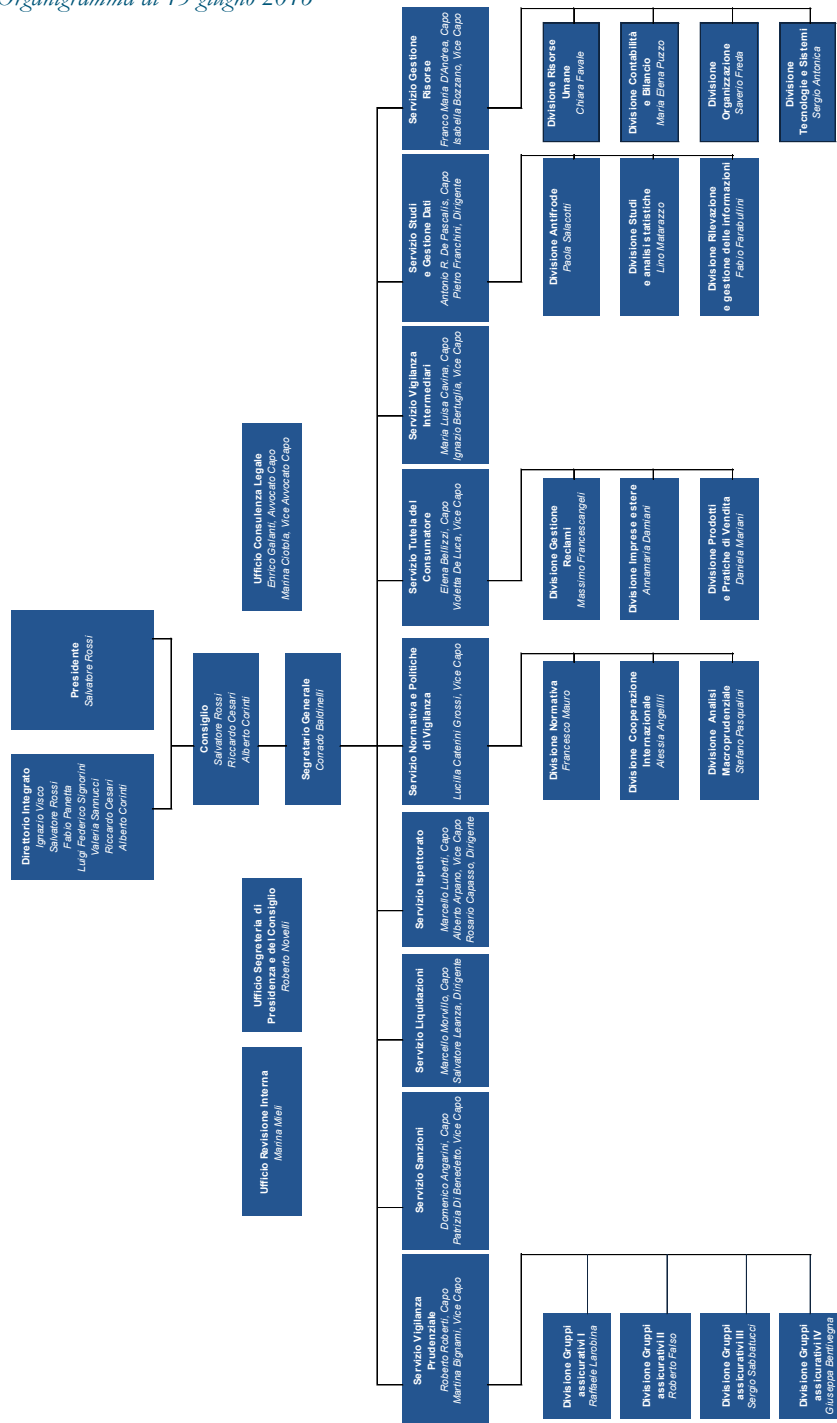 Organigramma al 15 giugno 2016
Direttorio Integrato
Ignazio Visco
Salvatore Rossi
Fabio Panetta
Luigi Federico Signorini
Valeria Sannucci
Riccardo Cesari
Alberto Corinti
Presidente
Salvatore Rossi
Consiglio
Salvatore Rossi
Riccardo Cesari
Alberto Corinti
Ufficio Revisione Interna
Marina Mieli
Ufficio Segreteria di
Presidenza e del Consiglio
Roberto Novelli
Segretario Generale
Corrado Baldinelli
Ufficio Consulenza Legale
Enrico Galanti, Avvocato Capo
Marina Ciobla, Vice Avvocato Capo
Servizio Vigilanza
Prudenziale
Roberto Roberti, Capo
Martina Bignami, Vice Capo
Servizio Sanzioni
Domenico Angarini, Capo
Patrizia Di Benedetto, Vice Capo
Servizio Liquidazioni
Marcello Morvillo, Capo
Salvatore Leanza, Dirigente
Servizio Ispettorato
Marcello Luberti, Capo
Alberto Arpano, Vice Capo
Rosario Capasso, Dirigente
Servizio Normativa e Politiche
di Vigilanza
Lucilla Caterini Grossi, Vice Capo
Servizio Tutela del
Consumatore
Elena Bellizzi, Capo
Violetta De Luca, Vice Capo
Servizio Vigilanza
Intermediari
Maria Luisa Cavina, Capo
Ignazio Bertuglia, Vice Capo
Servizio Studi
e Gestione Dati
Antonio R. De Pascalis, Capo
Pietro Franchini, Dirigente
Servizio Gestione
Risorse
Franco Maria D'Andrea, Capo
Isabella Bozzano, Vice Capo
Divisione Gruppi
assicurativi I
Raffaele Larobina
Divisione Gruppi
assicurativi II
Roberto Falso
Divisione Gruppi
assicurativi III
Sergio Sabbatucci
Divisione Gruppi
assicurativi IV
Giuseppa Bentivegna
Divisione Normativa
Francesco Mauro
Divisione Cooperazione
Internazionale
Alessia Angelilli
Divisione Analisi
Macroprudenziale
Stefano Pasqualini
Divisione Gestione
Reclami
Massimo Francescangeli
Divisione Imprese estere
Annamaria Damiani
Divisione Prodotti
e Pratiche di Vendita
Daniela Mariani
Divisione Antifrode
Paola Salacotti
Divisione Studi
e analisi statistiche
Lino Matarazzo
Divisione Rilevazione
e gestione delle informazioni
Fabio Farabullini
Divisione Risorse
Umane
Chiara Favale
Divisione Contabilità
e Bilancio
Maria Elena Puzzo
Divisione
Organizzazione
Saverio Freda
Divisione
Tecnologie e Sistemi
Sergio Antonica